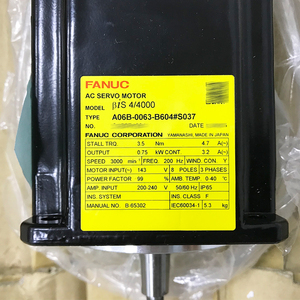 FANUC
AC SERVO MOTOR
MODEL βiS 4/4000
TYPE A06B-0063-B604#S037
NO. DATE
FANUC CORPORATION YAMANASHI, MADE IN JAPAN
STALL TRQ. 3.5 Nm 4.7 A(~)
OUTPUT 0.75 kW CONT. 3.2 A(~)
SPEED 3000 min⁻¹ FREQ. 200 Hz WIND. CON. Y
MOTOR INPUT(~) 143 V 8 POLES 3 PHASES
POWER FACTOR 99 % AMB. TEMP. 0-40 °C
AMP. INPUT 200-240 V 50/60 Hz IP65
INS. SYSTEM INS. CLASS F
MANUAL NO. B-65302 IEC60034-1 5.3 kg